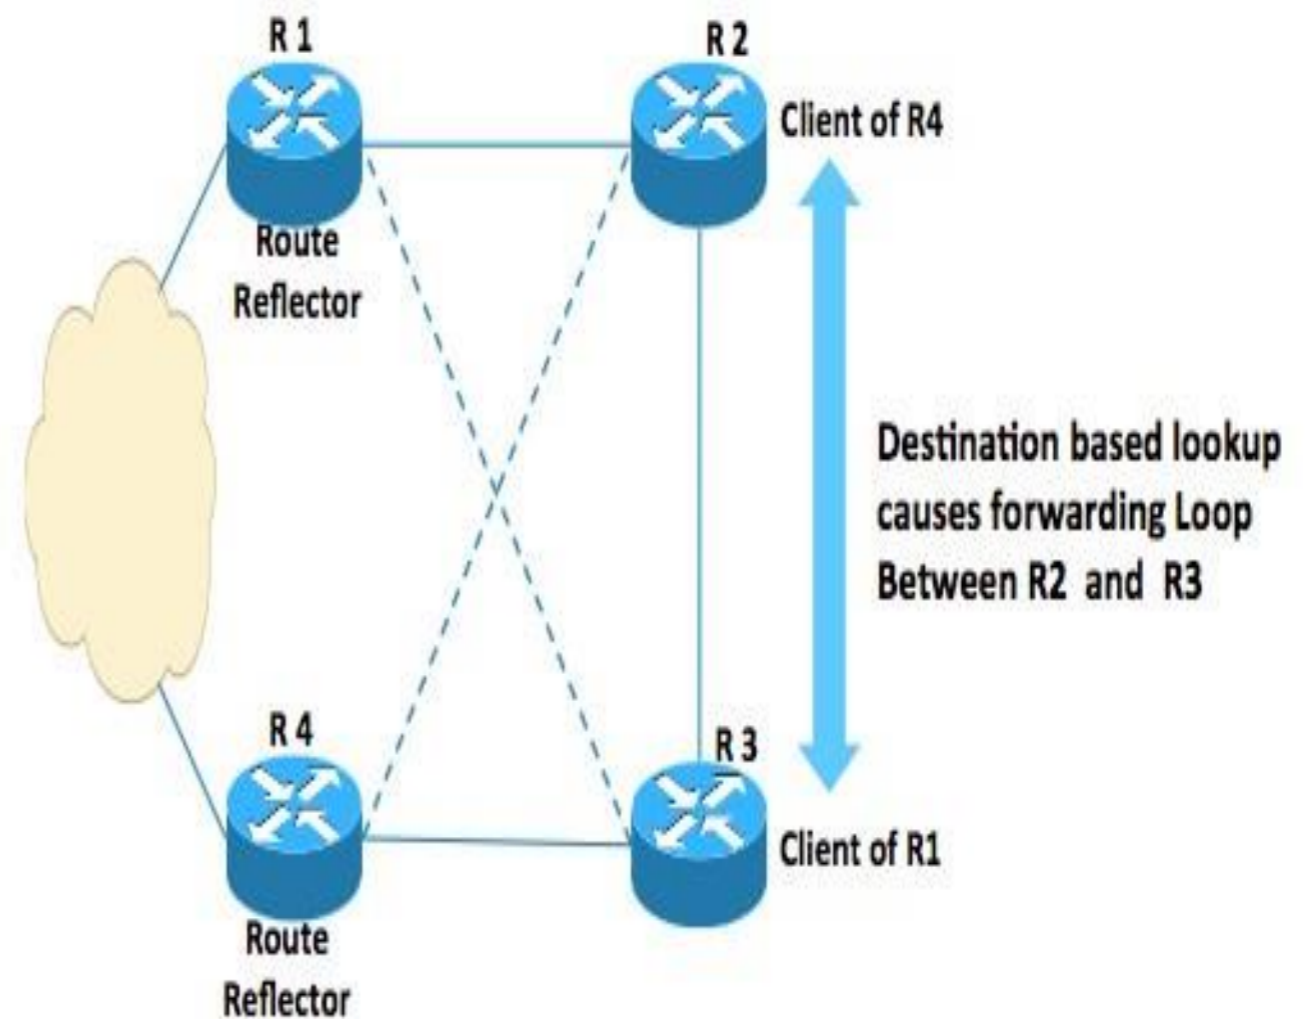 R 1
R 2
Client of R4
Route
Reflector
Destination based lookup
causes forwarding Loop
Between R2 and R3
R 4
R 3
Client of R1
Route
Reflector